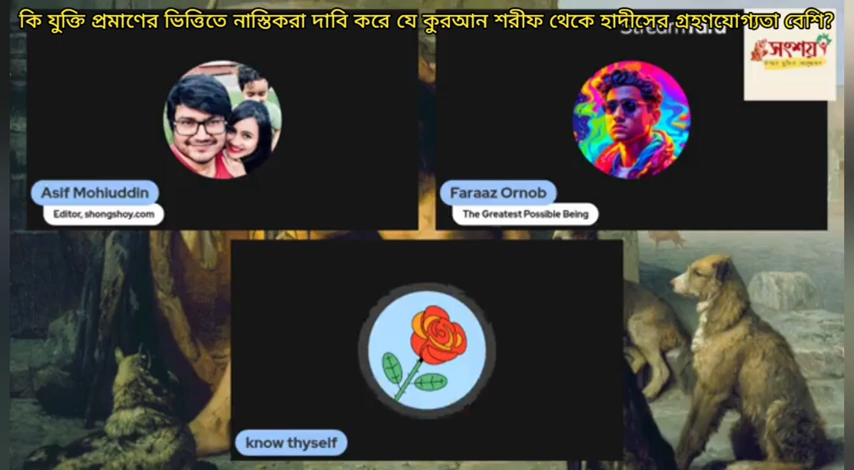 কি যুক্তি প্রমাণের ভিত্তিতে নাস্তিকরা দাবি করে যে কুরআন শরীফ থেকে হাদীসের গ্রহণযোগ্যতা বেশি?
সংশয়
Asif Mohiuddin
Editor, shongshoy.com
Faraaz Ornob
The Greatest Possible Being
know thyself